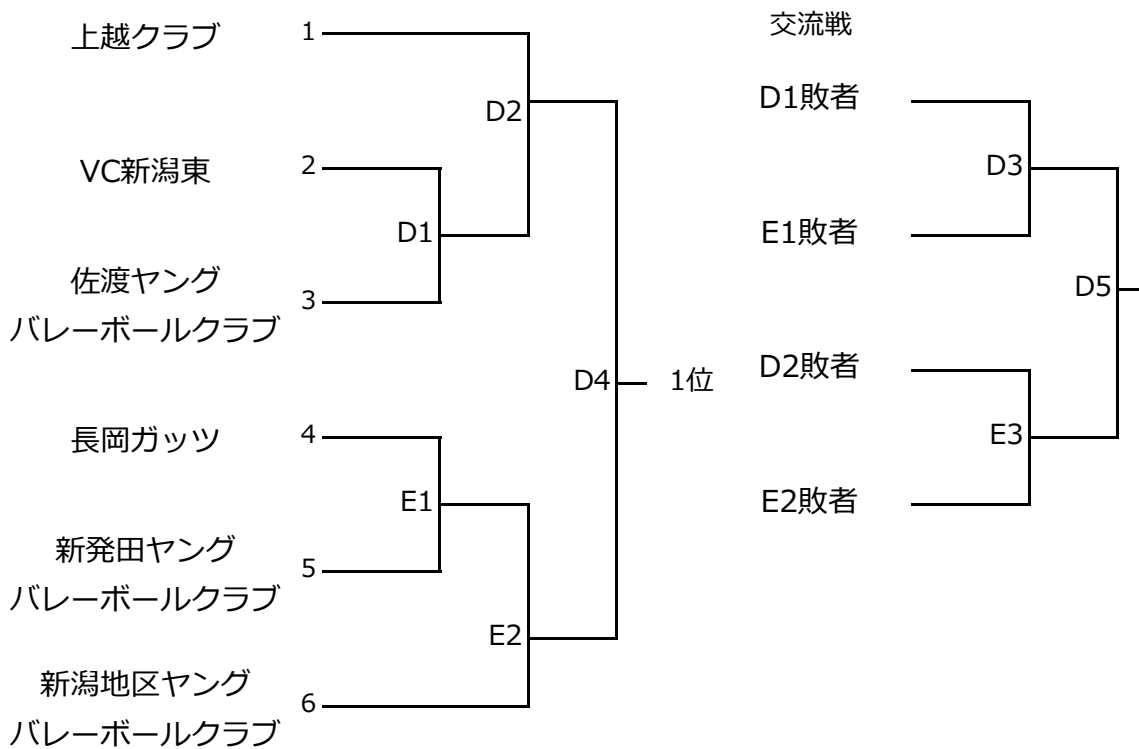 上越クラブ
1
D2
VC新潟東
2
D1
佐渡ヤング
バレーボールクラブ
3
D4
1位
長岡ガッツ
4
E1
新発田ヤング
バレーボールクラブ
5
E2
新潟地区ヤング
バレーボールクラブ
6
交流戦
D1敗者
D3
E1敗者
D5
D2敗者
E3
E2敗者